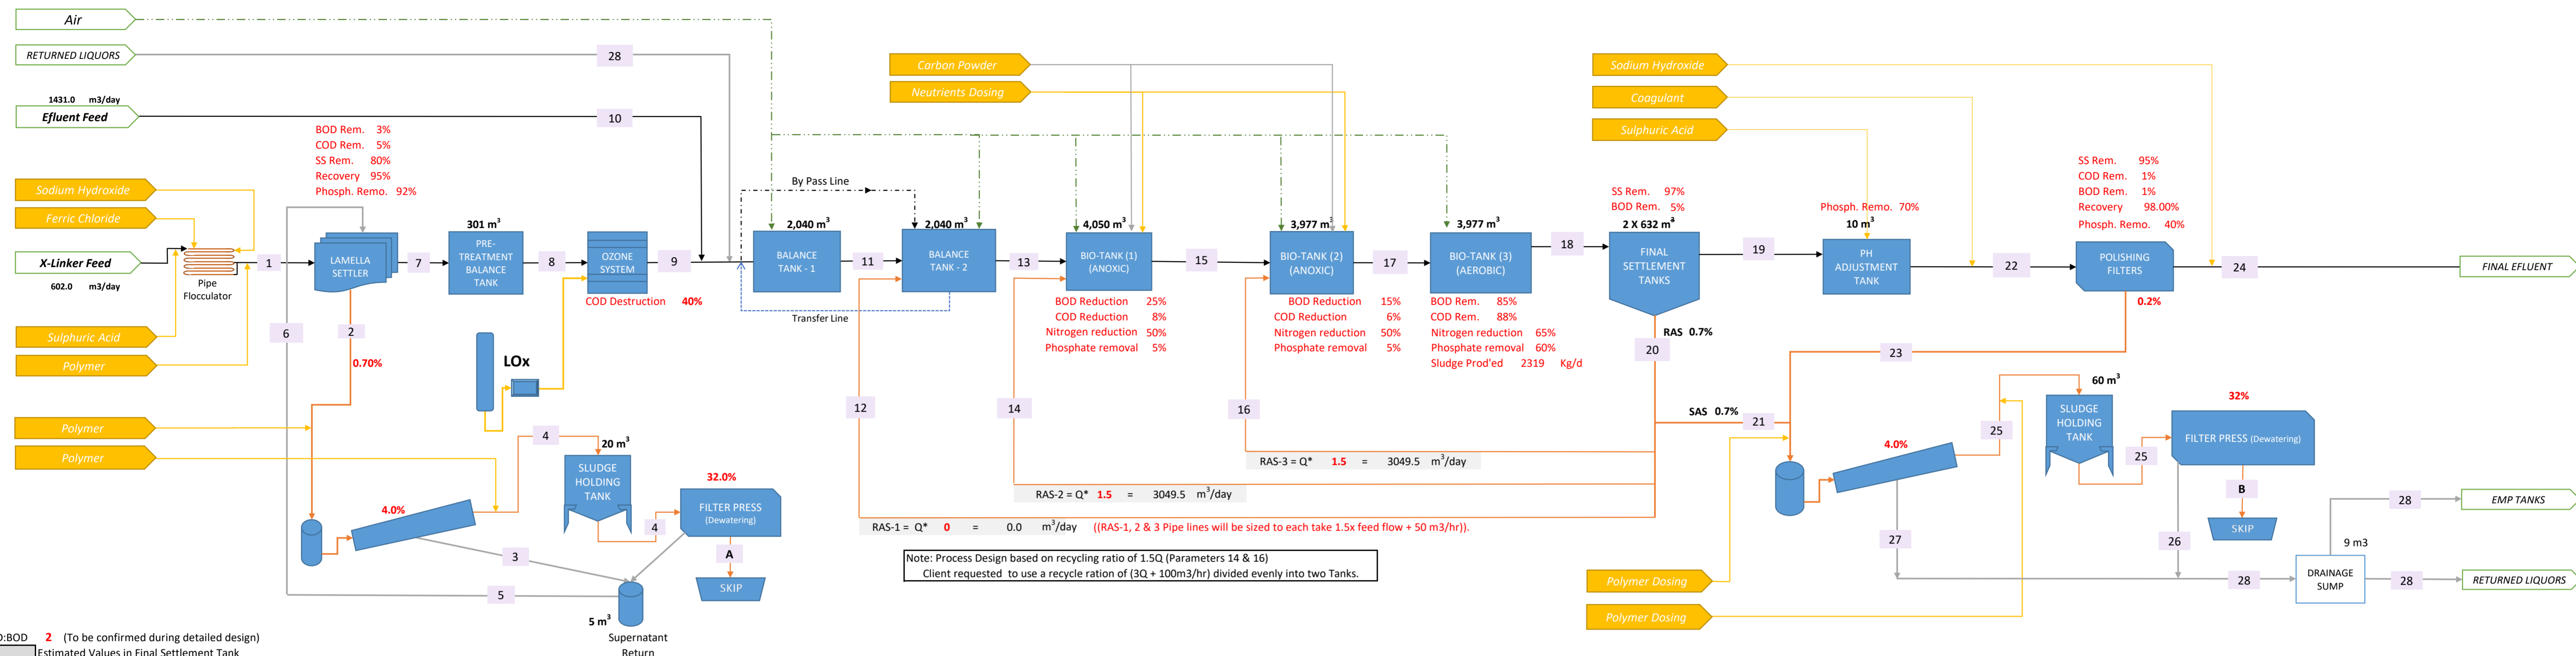 Air
RETURNED LIQUORS
28
1431.0 m3/day
Efluent Feed
10
BOD Rem. 3%
COD Rem. 5%
SS Rem. 80%
Recovery 95%
Phosph. Remo. 92%
Sodium Hydroxide
Ferric Chloride
X-Linker Feed
602.0 m3/day
Pipe
Flocculator
Sulphuric Acid
Polymer
Polymer
Polymer
1
LAMELLA
SETTLER
7
301 m³
PRE-
TREATMENT
BALANCE
TANK
8
OZONE
SYSTEM
COD Destruction 40%
9
6
2
0.70%
LOx
4.0%
4
20 m³
SLUDGE
HOLDING
TANK
4
32.0%
FILTER PRESS
(Dewatering)
A
SKIP
3
5
5 m³
Supernatant
Return
D:BOD 2 (To be confirmed during detailed design)
Estimated Values in Final Settlement Tank
By Pass Line
2,040 m³
BALANCE
TANK - 1
11
2,040 m³
BALANCE
TANK - 2
Transfer Line
13
Carbon Powder
Neutrients Dosing
4,050 m³
BIO-TANK (1)
(ANOXIC)
BOD Reduction 25%
COD Reduction 8%
Nitrogen reduction 50%
Phosphate removal 5%
15
3,977 m³
BIO-TANK (2)
(ANOXIC)
BOD Reduction 15%
COD Reduction 6%
Nitrogen reduction 50%
Phosphate removal 5%
17
3,977 m³
BIO-TANK (3)
(AEROBIC)
BOD Rem. 85%
COD Rem. 88%
Nitrogen reduction 65%
Phosphate removal 60%
Sludge Prod'ed 2319 Kg/d
18
12
14
16
RAS-3 = Q* 1.5 = 3049.5 m³/day
RAS-2 = Q* 1.5 = 3049.5 m³/day
RAS-1 = Q* 0 = 0.0 m³/day ((RAS-1, 2 & 3 Pipe lines will be sized to each take 1.5x feed flow + 50 m3/hr)).
Note: Process Design based on recycling ratio of 1.5Q (Parameters 14 & 16)
Client requested to use a recycle ration of (3Q + 100m3/hr) divided evenly into two Tanks.
Sodium Hydroxide
Coagulant
Sulphuric Acid
SS Rem. 97%
BOD Rem. 5%
2 X 632 m³
FINAL
SETTLEMENT
TANKS
RAS 0.7%
20
19
Phosph. Remo. 70%
10 m³
PH
ADJUSTMENT
TANK
22
SS Rem. 95%
COD Rem. 1%
BOD Rem. 1%
Recovery 98.00%
Phosph. Remo. 40%
POLISHING
FILTERS
0.2%
24
FINAL EFLUENT
23
SAS 0.7%
21
4.0%
25
60 m³
SLUDGE
HOLDING
TANK
25
32%
FILTER PRESS (Dewatering)
B
SKIP
26
27
Polymer Dosing
Polymer Dosing
28
9 m3
DRAINAGE
SUMP
28
EMP TANKS
28
RETURNED LIQUORS